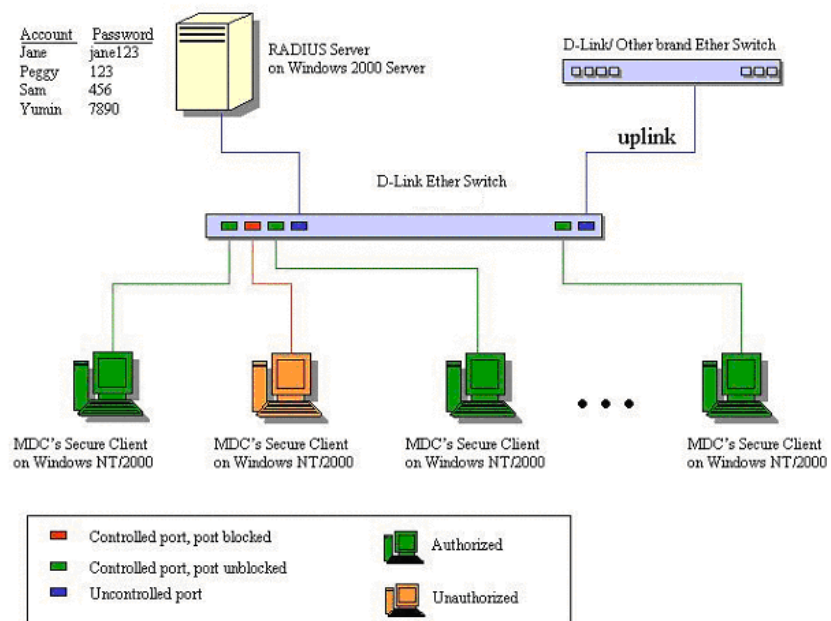 Account Password
Jane jane123
Peggy 123
Sam 456
Yumin 7890
RADIUS Server
on Windows 2000 Server
D-Link/ Other brand Ether Switch
uplink
D-Link Ether Switch
MDC's Secure Client
on Windows NT/2000
MDC's Secure Client
on Windows NT/2000
MDC's Secure Client
on Windows NT/2000
MDC's Secure Client
on Windows NT/2000
Controlled port, port blocked
Controlled port, port unblocked
Uncontrolled port
Authorized
Unauthorized